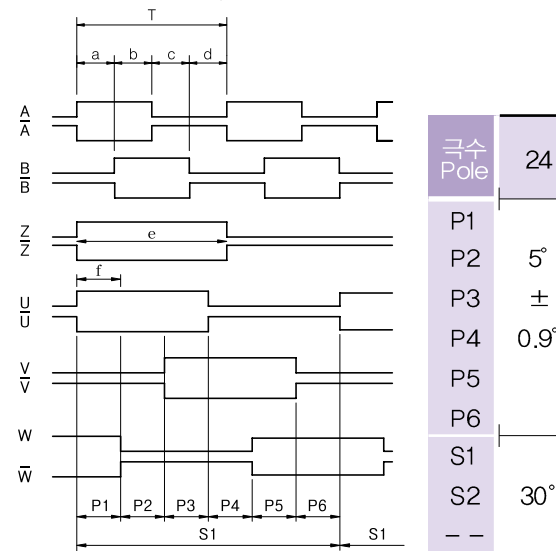 T
a b c d
A
A̅
B
B̅
Z
Z̅
e
f
U
U̅
V
V̅
W
W̅
P1 P2 P3 P4 P5 P6
S1 S1
극수 24
Pole
P1
P2 5°
P3 ±
P4 0.9°
P5
P6
S1
S2 30°
– –